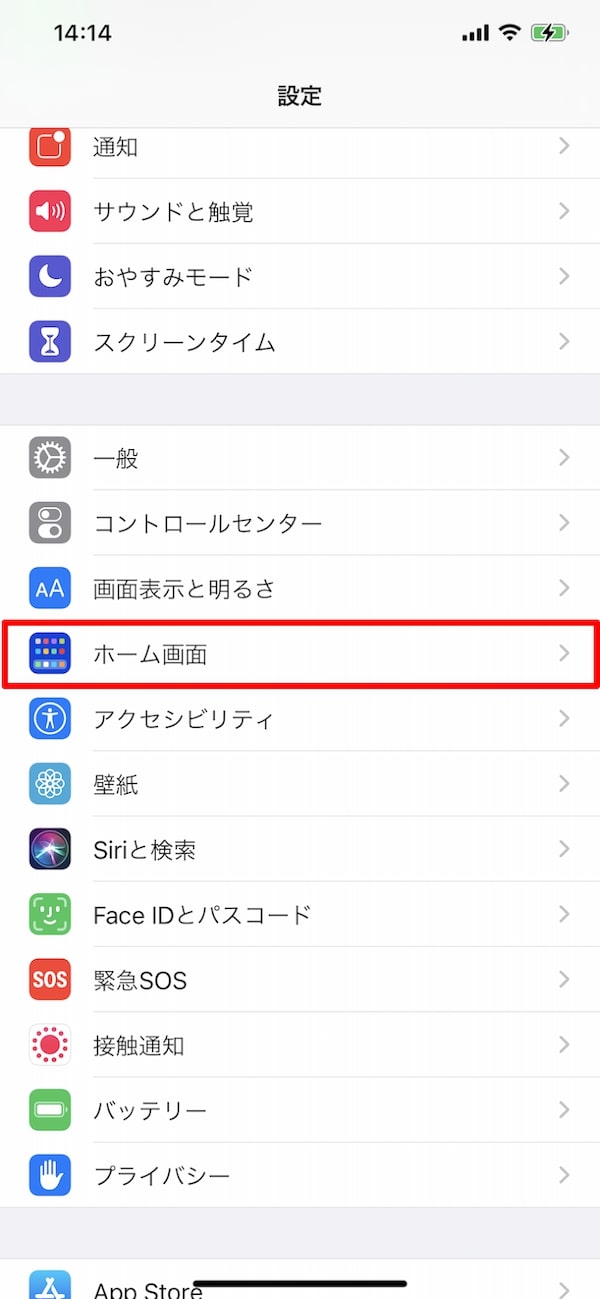 14:14
設定
通知
サウンドと触覚
おやすみモード
スクリーンタイム
一般
コントロールセンター
AA
画面表示と明るさ
ホーム画面
アクセシビリティ
壁紙
Siriと検索
Face IDとパスコード
SOS
緊急SOS
接触通知
バッテリー
プライバシー
App Store